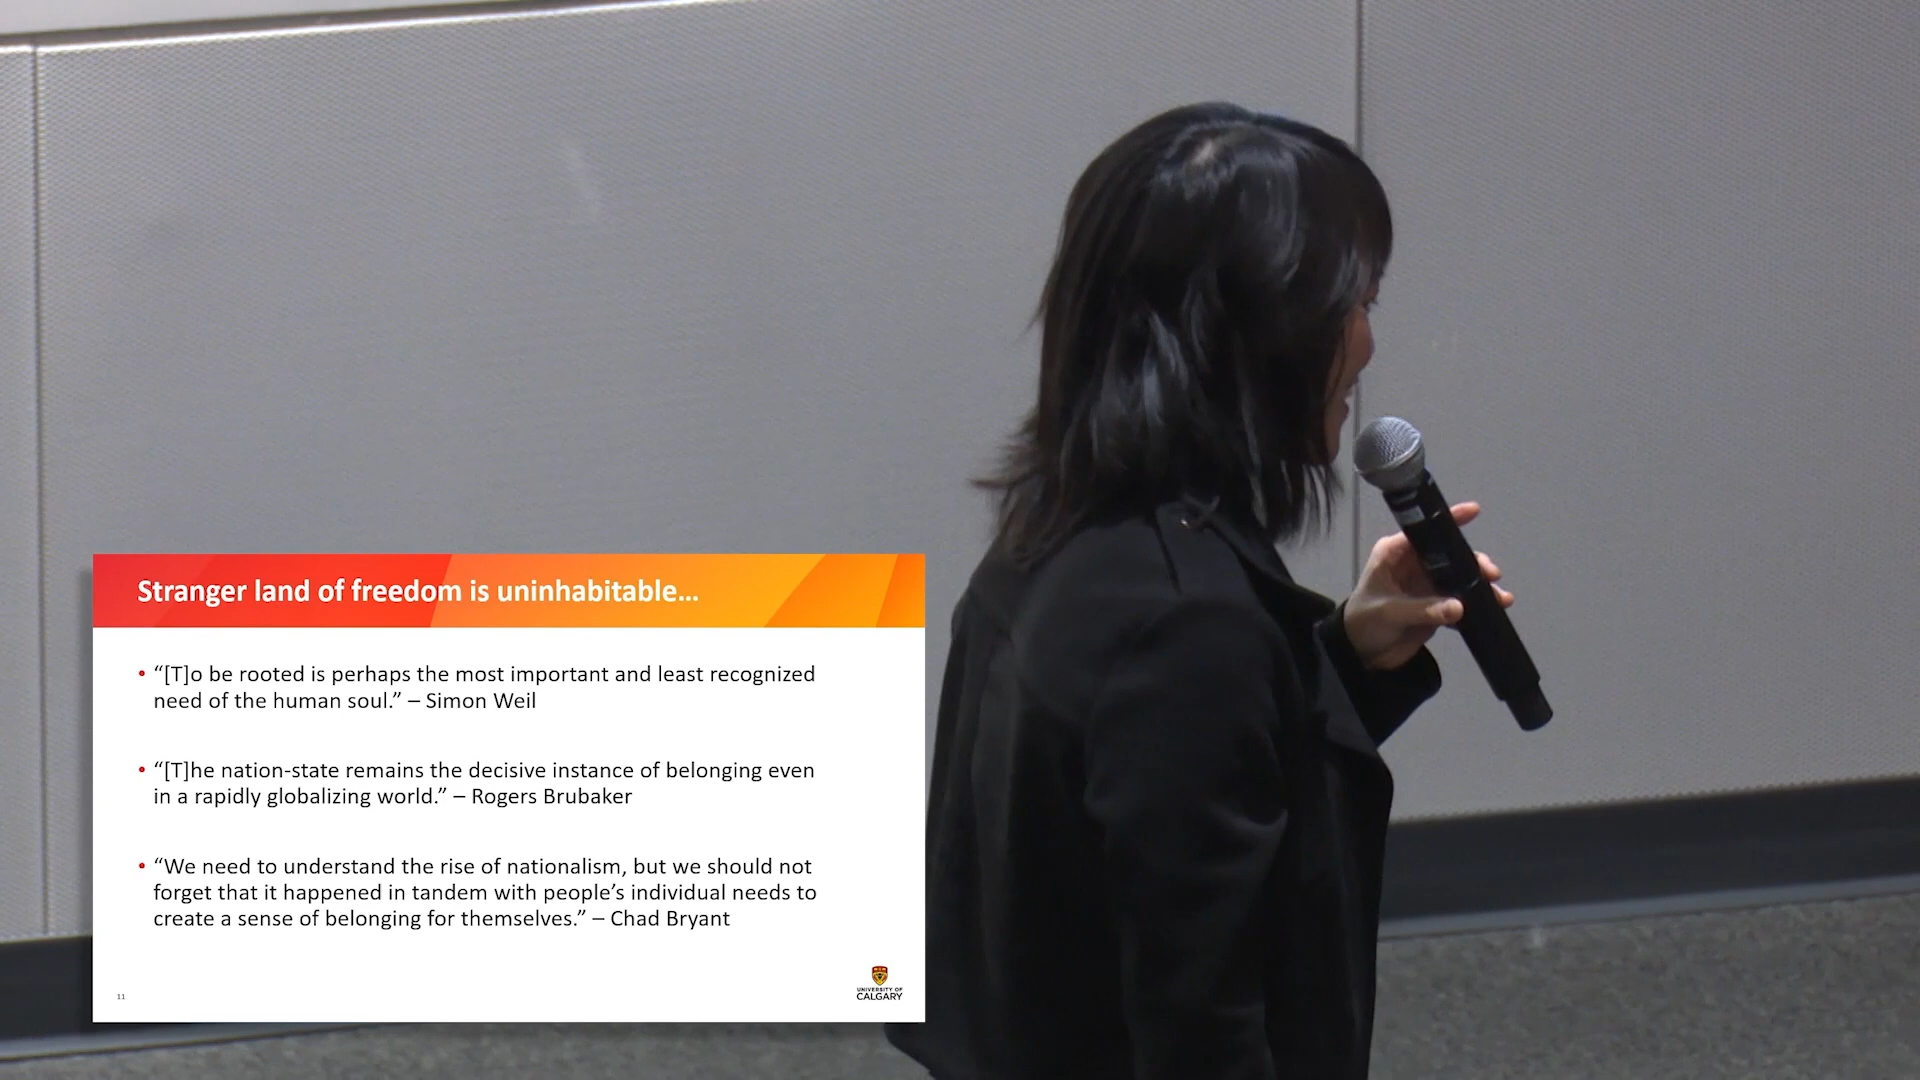 Stranger land of freedom is uninhabitable...
• “[T]o be rooted is perhaps the most important and least recognized
need of the human soul.” – Simon Weil
• “[T]he nation-state remains the decisive instance of belonging even
in a rapidly globalizing world.” – Rogers Brubaker
• “We need to understand the rise of nationalism, but we should not
forget that it happened in tandem with people’s individual needs to
create a sense of belonging for themselves.” – Chad Bryant
11
UNIVERSITY OF
CALGARY